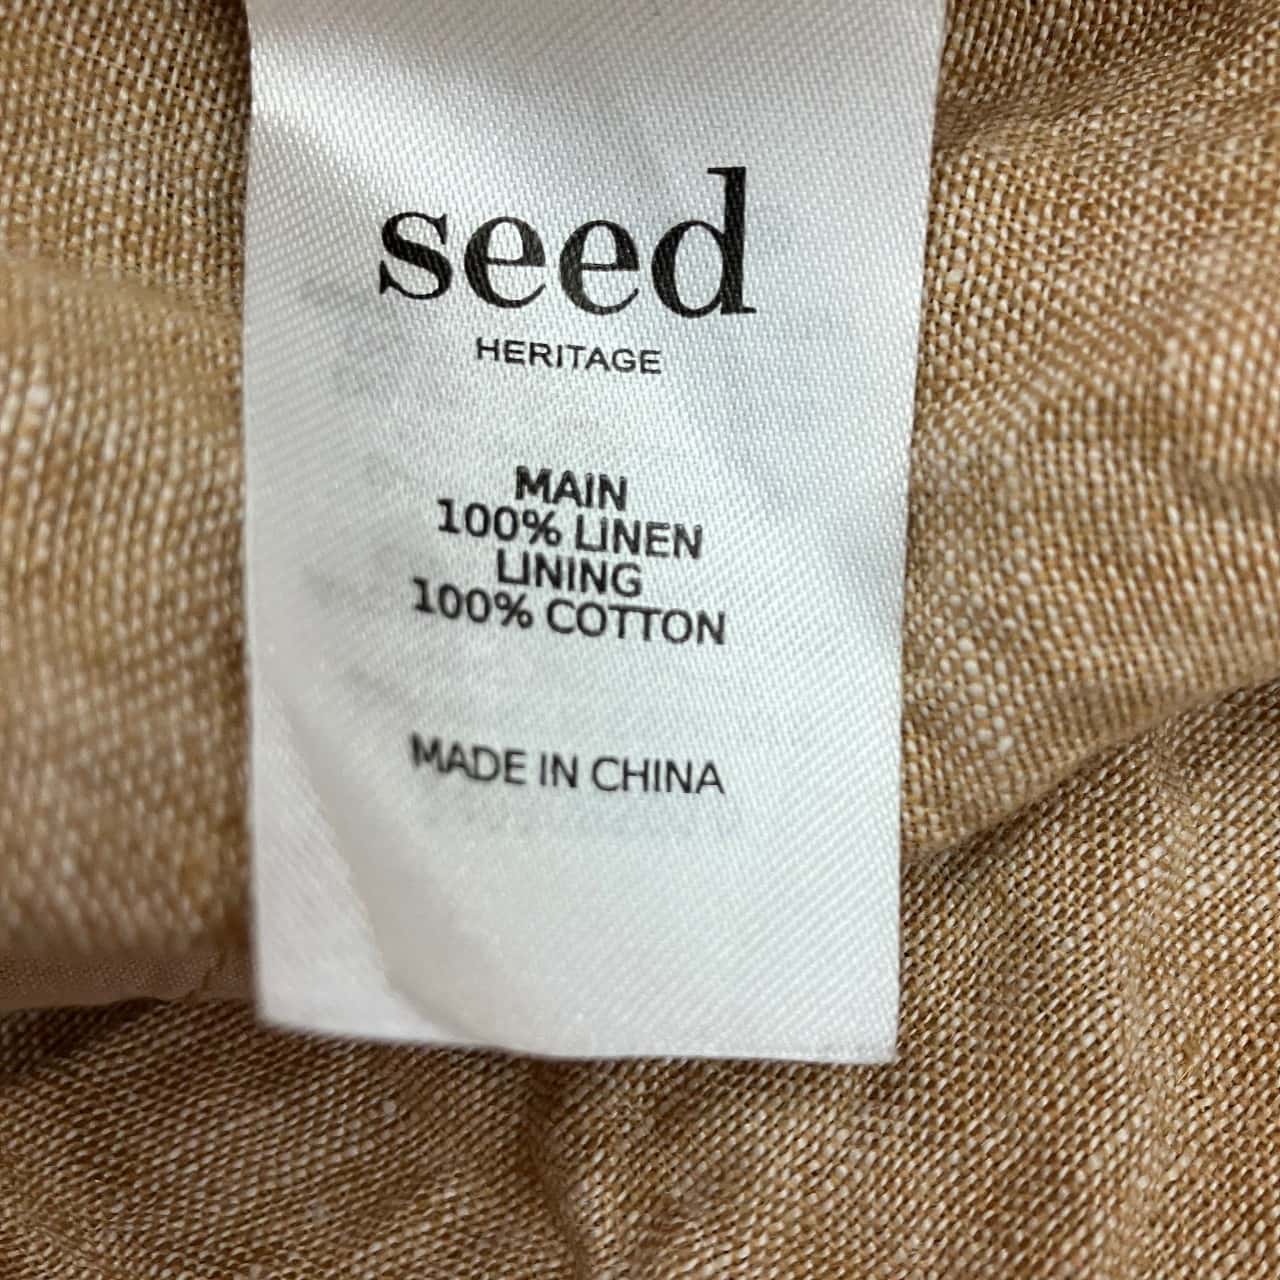 seed
HERITAGE
MAIN
100% LINEN
LINING
100% COTTON
MADE IN CHINA